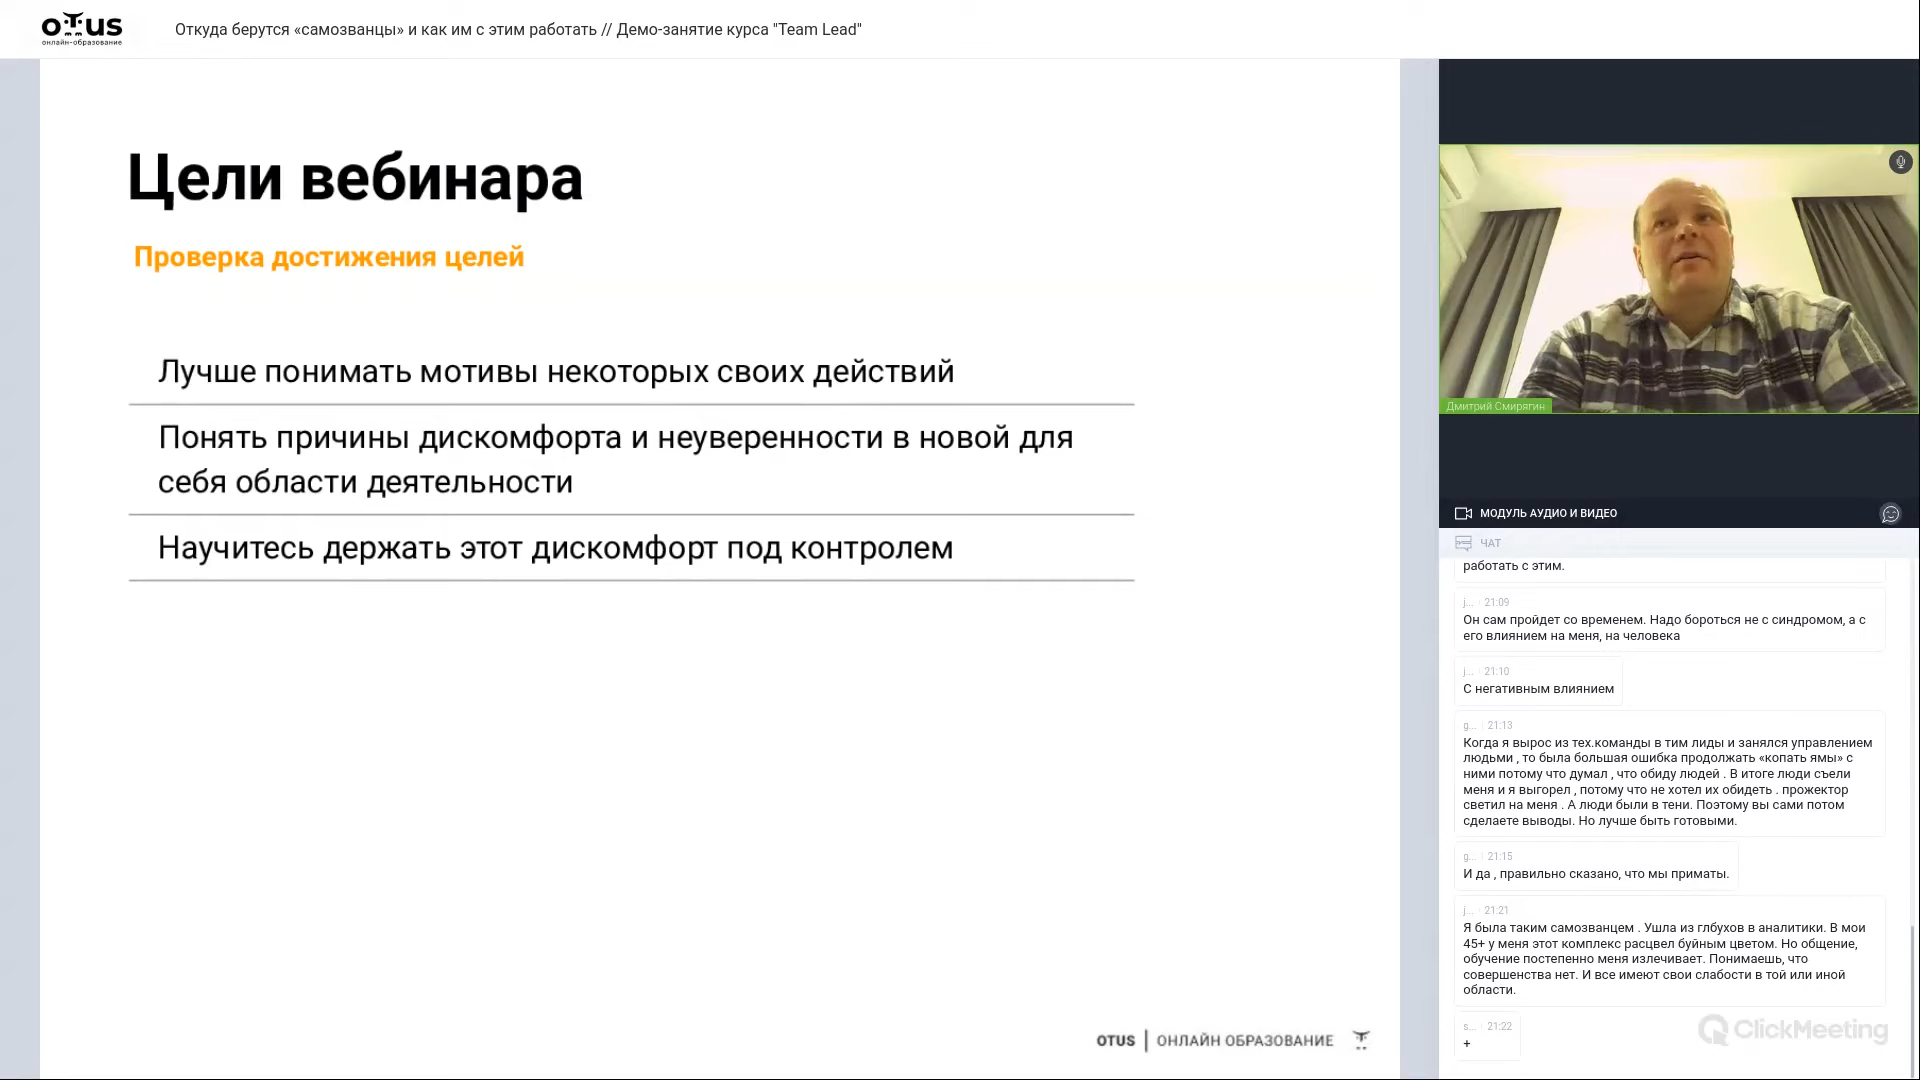 OTUS
онлайн-образование
Откуда берутся «самозванцы» и как им с этим работать // Демо-занятие курса "Team Lead"
Цели вебинара
Проверка достижения целей
Лучше понимать мотивы некоторых своих действий
Понять причины дискомфорта и неуверенности в новой для
себя области деятельности
Научитесь держать этот дискомфорт под контролем
OTUS | ОНЛАЙН ОБРАЗОВАНИЕ
Дмитрий Смирягин
МОДУЛЬ АУДИО И ВИДЕО
ЧАТ
работать с этим.
j... 21:09
Он сам пройдет со временем. Надо бороться не с синдромом, а с
его влиянием на меня, на человека
j... 21:10
С негативным влиянием
g... 21:13
Когда я вырос из тех.команды в тим лиды и занялся управлением
людьми , то была большая ошибка продолжать «копать ямы» с
ними потому что думал , что обиду людей . В итоге люди съели
меня и я выгорел , потому что не хотел их обидеть . прожектор
светил на меня . А люди были в тени. Поэтому вы сами потом
сделаете выводы. Но лучше быть готовыми.
g... 21:15
И да , правильно сказано, что мы приматы.
j... 21:21
Я была таким самозванцем . Ушла из глбухов в аналитики. В мои
45+ у меня этот комплекс расцвел буйным цветом. Но общение,
обучение постепенно меня излечивает. Понимаешь, что
совершенства нет. И все имеют свои слабости в той или иной
области.
s... 21:22
+
ClickMeeting